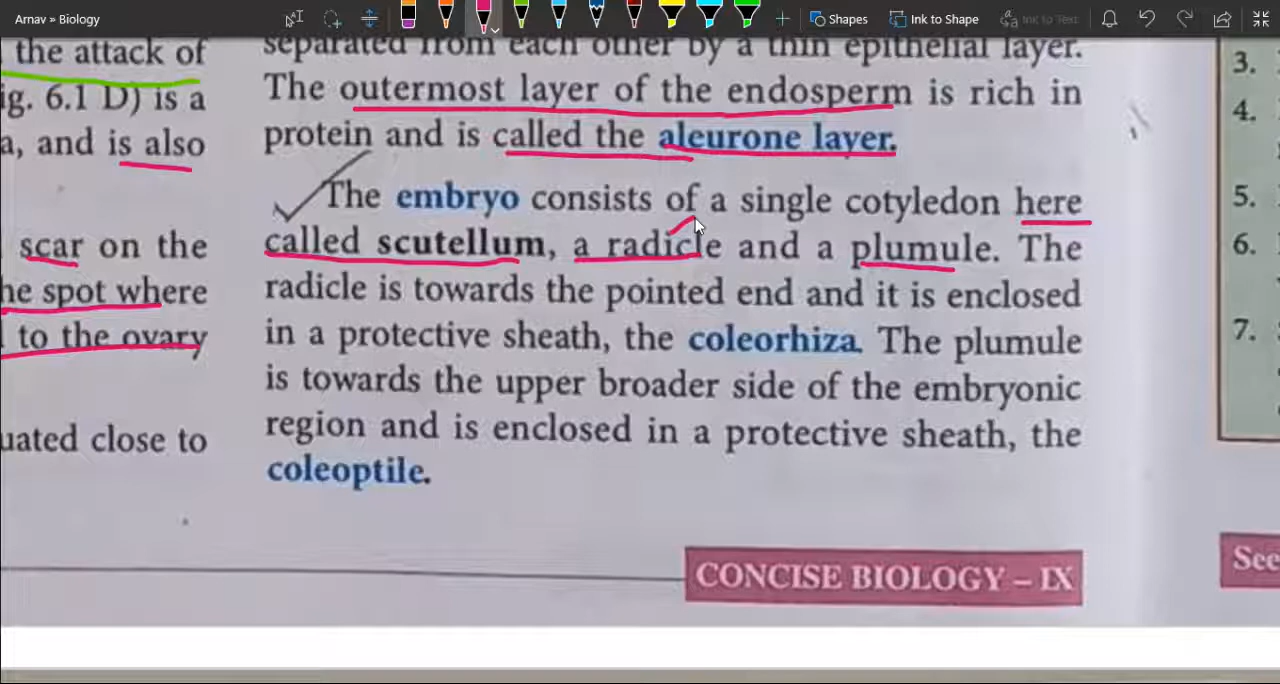 Arnav » Biology
Shapes
Ink to Shape
Ink to Text
the attack of
ig. 6.1 D) is a
a, and is also
scar on the
he spot where
to the ovary
uated close to
separated from each other by a thin epithelial layer.
The outermost layer of the endosperm is rich in
protein and is called the aleurone layer.
The embryo consists of a single cotyledon here
called scutellum, a radicle and a plumule. The
radicle is towards the pointed end and it is enclosed
in a protective sheath, the coleorhiza. The plumule
is towards the upper broader side of the embryonic
region and is enclosed in a protective sheath, the
coleoptile.
CONCISE BIOLOGY – IX
3.
4.
5.
6.
7.
See